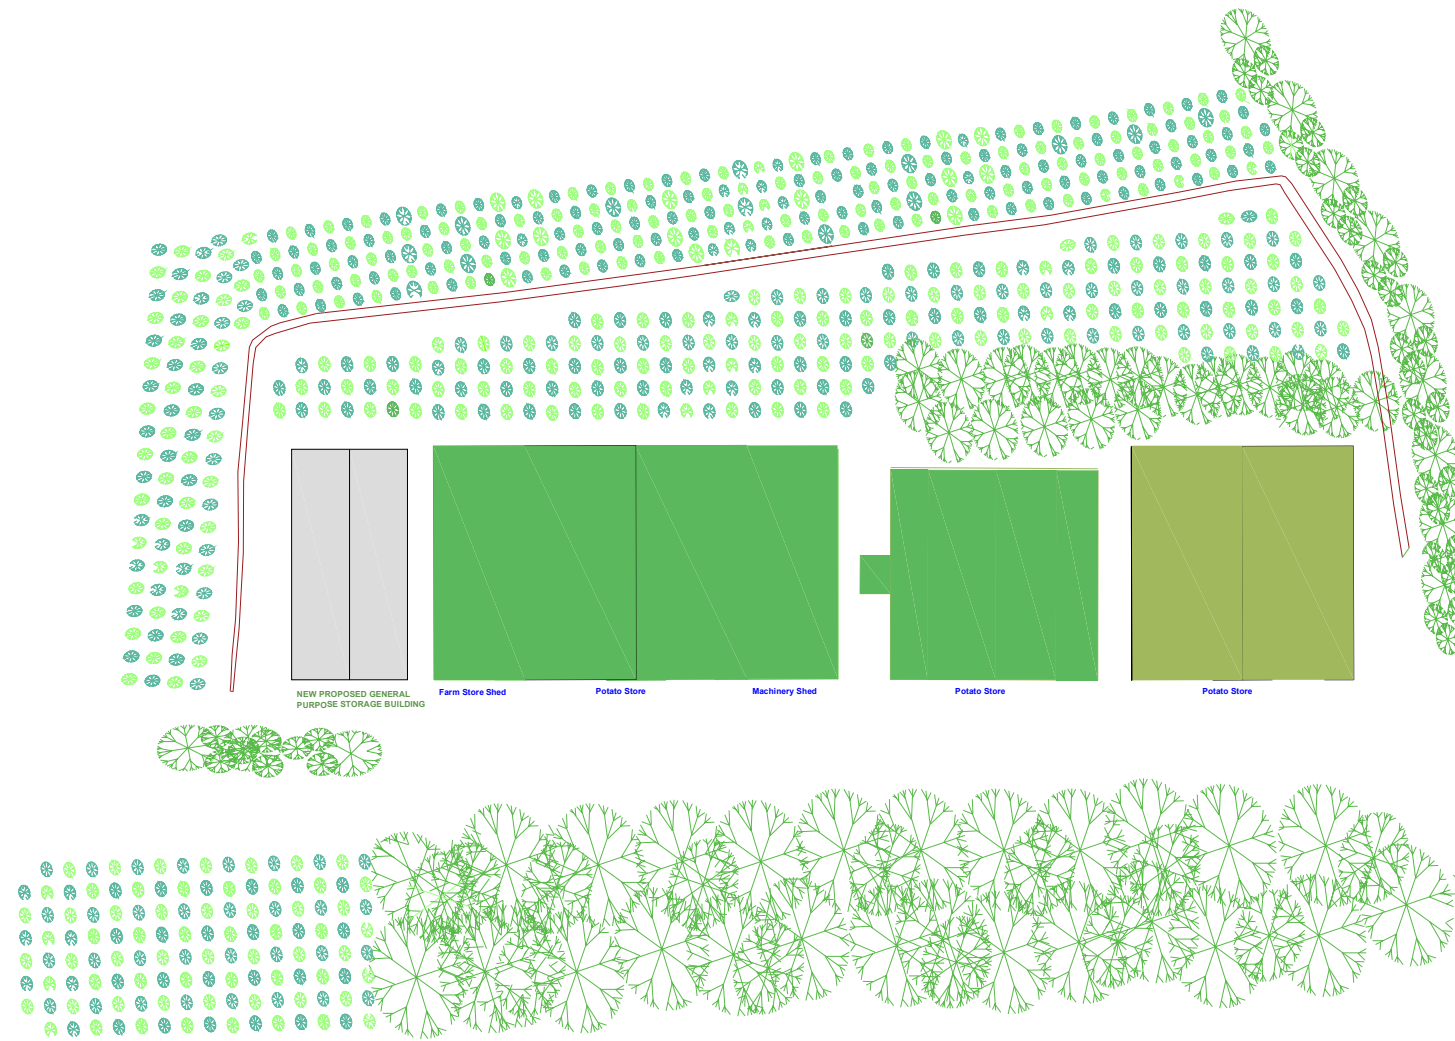 NEW PROPOSED GENERAL
PURPOSE STORAGE BUILDING
Farm Store Shed
Potato Store
Machinery Shed
Potato Store
Potato Store